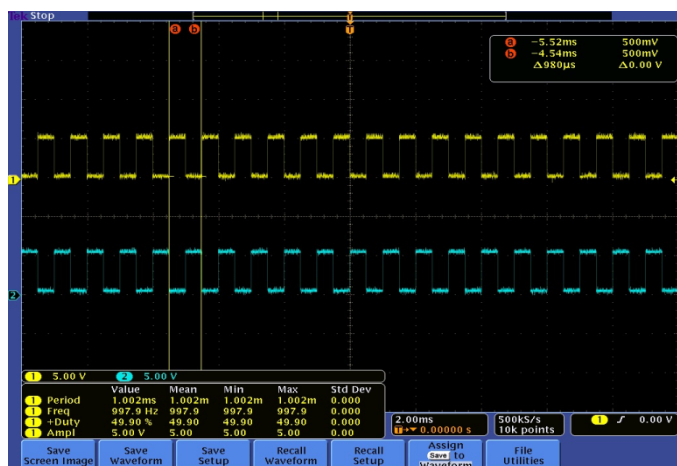 Tek Stop
T
a b
T
a -5.52ms 500mV
b -4.54ms 500mV
Δ980µs Δ0.00 V
1
2
1 5.00 V 2 5.00 V
Value Mean Min Max Std Dev
1 Period 1.002ms 1.002m 1.002m 1.002m 0.000
1 Freq 997.9 Hz 997.9 997.9 997.9 0.000
1 +Duty 49.90 % 49.90 49.90 49.90 0.000
1 Ampl 5.00 V 5.00 5.00 5.00 0.00
2.00ms
T→▾ 0.00000 s
500kS/s
10k points
1 ʃ 0.00 V
Save Screen Image
Save Waveform
Save Setup
Recall Waveform
Recall Setup
Assign Save to Waveform
File Utilities